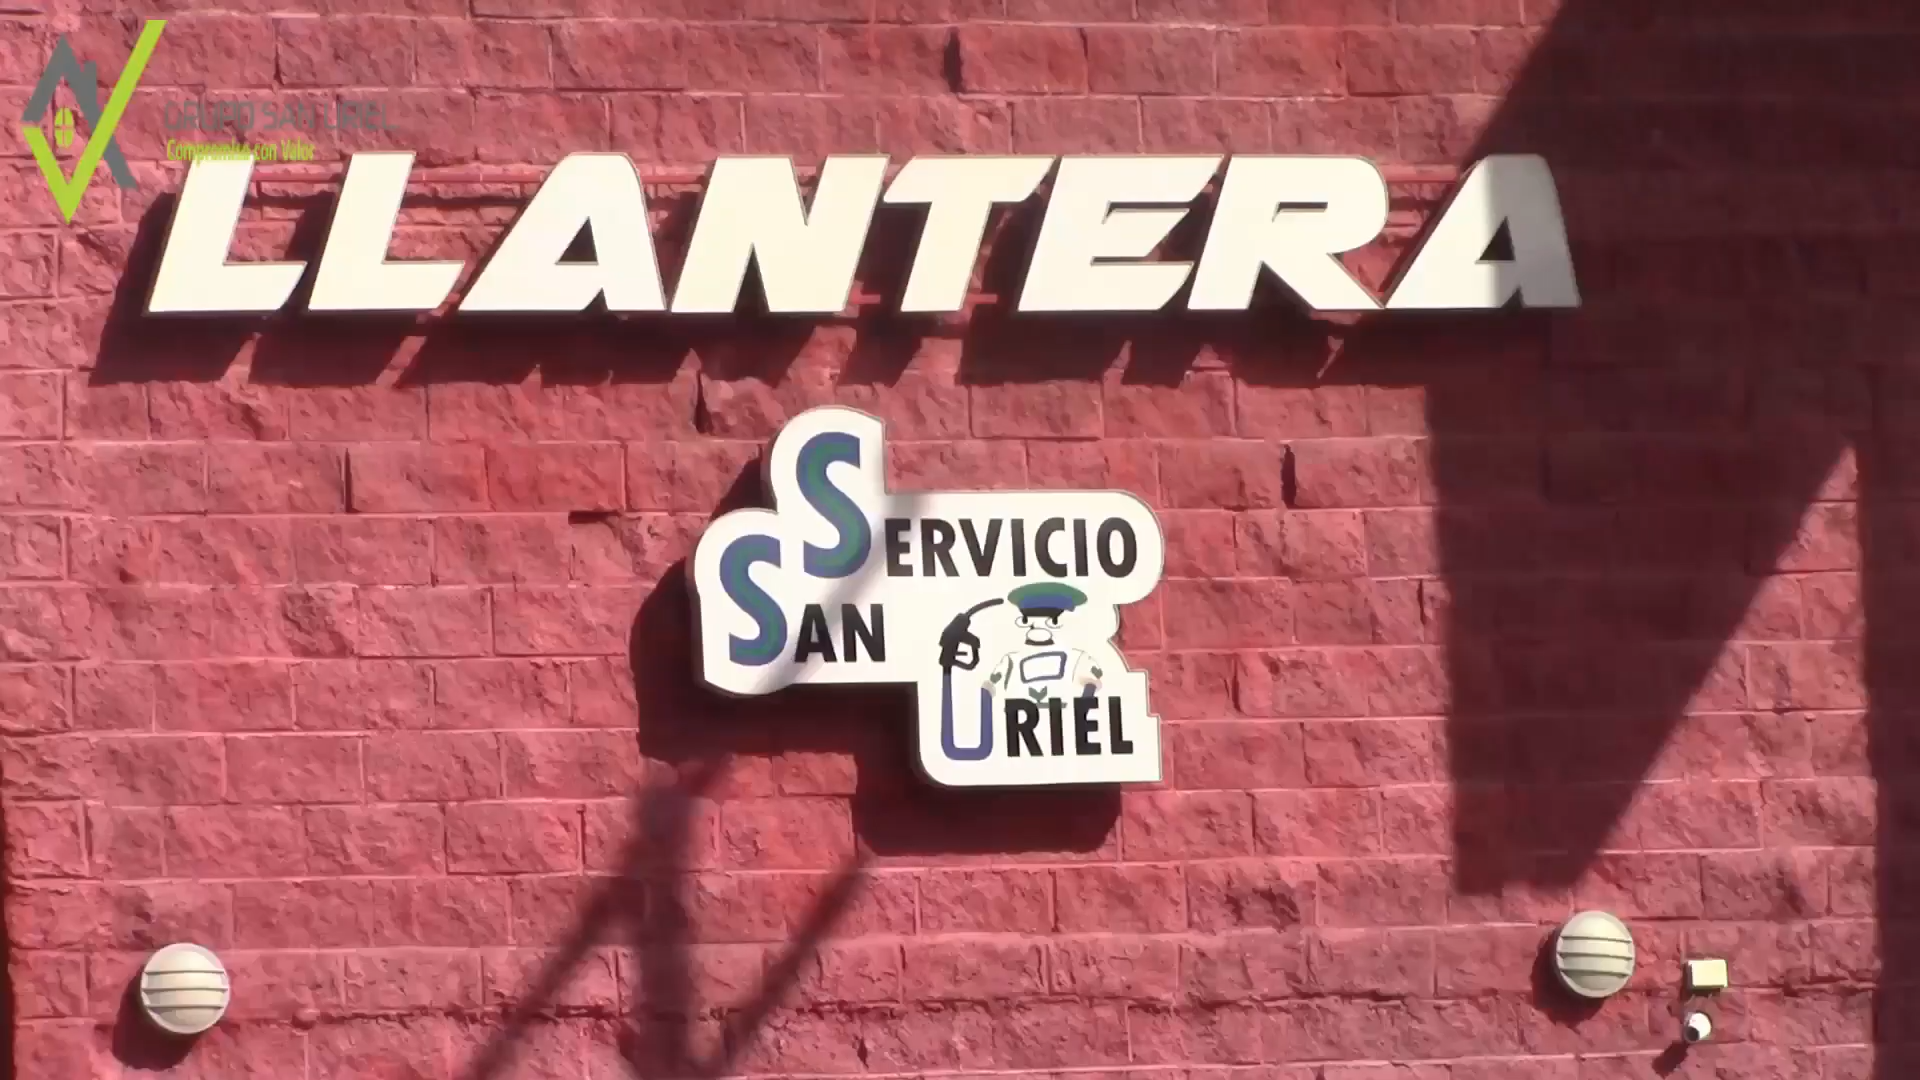 GRUPO SAN URIEL
Compromiso con Valor
LLANTERA
SERVICIO
SAN
URIEL